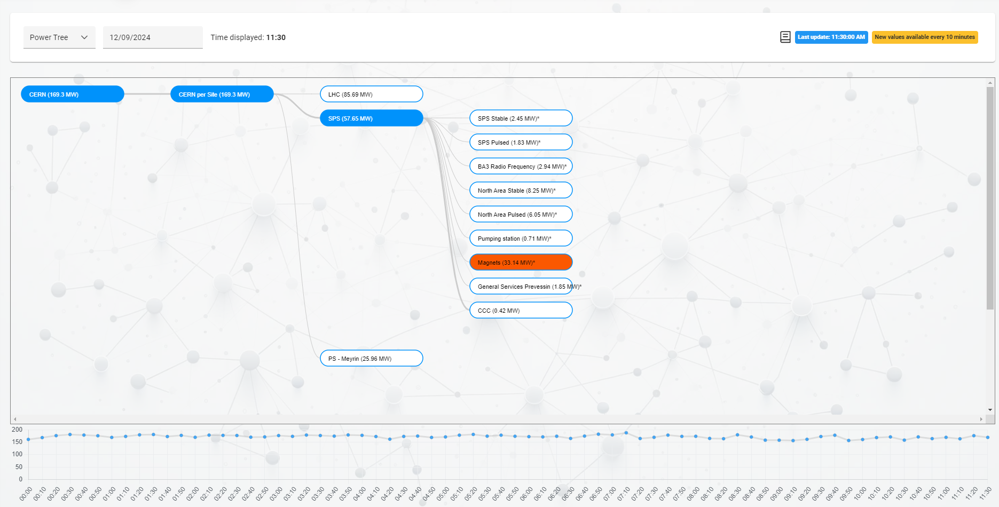 Power Tree
12/09/2024
Time displayed: 11:30
Last update: 11:30:00 AM
New values available every 10 minutes
CERN (169.3 MW)
CERN per Site (169.3 MW)
LHC (85.69 MW)
SPS (57.65 MW)
SPS Stable (2.45 MW)*
SPS Pulsed (1.83 MW)*
BA3 Radio Frequency (2.94 MW)*
North Area Stable (8.25 MW)*
North Area Pulsed (6.05 MW)*
Pumping station (0.71 MW)*
Magnets (33.14 MW)*
General Services Prevessin (1.85 MW)*
CCC (0.42 MW)
PS - Meyrin (25.96 MW)
200
150
100
50
0
00:00 00:10 00:20 00:30 00:40 00:50 01:00 01:10 01:20 01:30 01:40 01:50 02:00 02:10 02:20 02:30 02:40 02:50 03:00 03:10 03:20 03:30 03:40 03:50 04:00 04:10 04:20 04:30 04:40 04:50 05:00 05:10 05:20 05:30 05:40 05:50 06:00 06:10 06:20 06:30 06:40 06:50 07:00 07:10 07:20 07:30 07:40 07:50 08:00 08:10 08:20 08:30 08:40 08:50 09:00 09:10 09:20 09:30 09:40 09:50 10:00 10:10 10:20 10:30 10:40 10:50 11:00 11:10 11:20 11:30